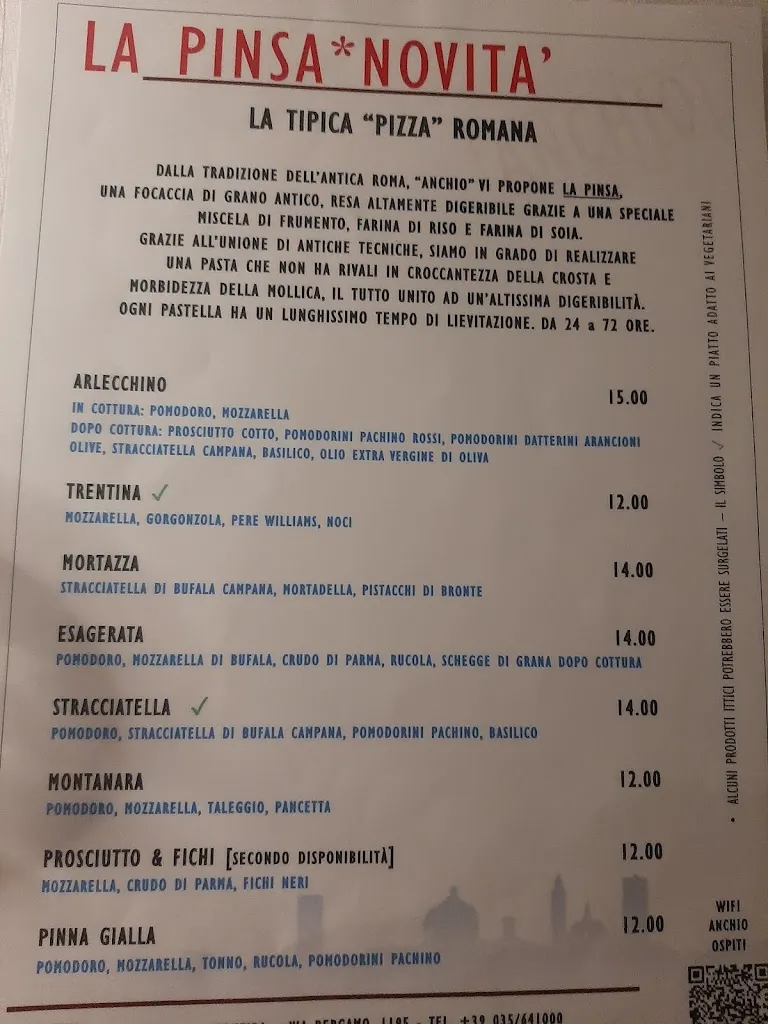 LA PINSA*NOVITA'
LA TIPICA "PIZZA" ROMANA
DALLA TRADIZIONE DELL'ANTICA ROMA, "ANCHIO" VI PROPONE LA PINSA,
UNA FOCACCIA DI GRANO ANTICO, RESA ALTAMENTE DIGERIBILE GRAZIE A UNA SPECIALE
MISCELA DI FRUMENTO, FARINA DI RISO E FARINA DI SOIA.
GRAZIE ALL'UNIONE DI ANTICHE TECNICHE, SIAMO IN GRADO DI REALIZZARE
UNA PASTA CHE NON HA RIVALI IN CROCCANTEZZA DELLA CROSTA E
MORBIDEZZA DELLA MOLLICA, IL TUTTO UNITO AD UN'ALTISSIMA DIGERIBILITÀ.
OGNI PASTELLA HA UN LUNGHISSIMO TEMPO DI LIEVITAZIONE. DA 24 a 72 ORE.
ARLECCHINO 15.00
IN COTTURA: POMODORO, MOZZARELLA
DOPO COTTURA: PROSCIUTTO COTTO, POMODORINI PACHINO ROSSI, POMODORINI DATTERINI ARANCIONI
OLIVE, STRACCIATELLA CAMPANA, BASILICO, OLIO EXTRA VERGINE DI OLIVA
TRENTINA ✓ 12.00
MOZZARELLA, GORGONZOLA, PERE WILLIAMS, NOCI
MORTAZZA 14.00
STRACCIATELLA DI BUFALA CAMPANA, MORTADELLA, PISTACCHI DI BRONTE
ESAGERATA 14.00
POMODORO, MOZZARELLA DI BUFALA, CRUDO DI PARMA, RUCOLA, SCHEGGE DI GRANA DOPO COTTURA
STRACCIATELLA ✓ 14.00
POMODORO, STRACCIATELLA DI BUFALA CAMPANA, POMODORINI PACHINO, BASILICO
MONTANARA 12.00
POMODORO, MOZZARELLA, TALEGGIO, PANCETTA
PROSCIUTTO & FICHI [SECONDO DISPONIBILITÀ] 12.00
MOZZARELLA, CRUDO DI PARMA, FICHI NERI
PINNA GIALLA 12.00
POMODORO, MOZZARELLA, TONNO, RUCOLA, POMODORINI PACHINO
• ALCUNI PRODOTTI ITTICI POTREBBERO ESSERE SURGELATI – IL SIMBOLO ✓ INDICA UN PIATTO ADATTO AI VEGETARIANI
WIFI
ANCHIO
OSPITI
VIA BERGAMO 1195 - TEL. +39 035/641000